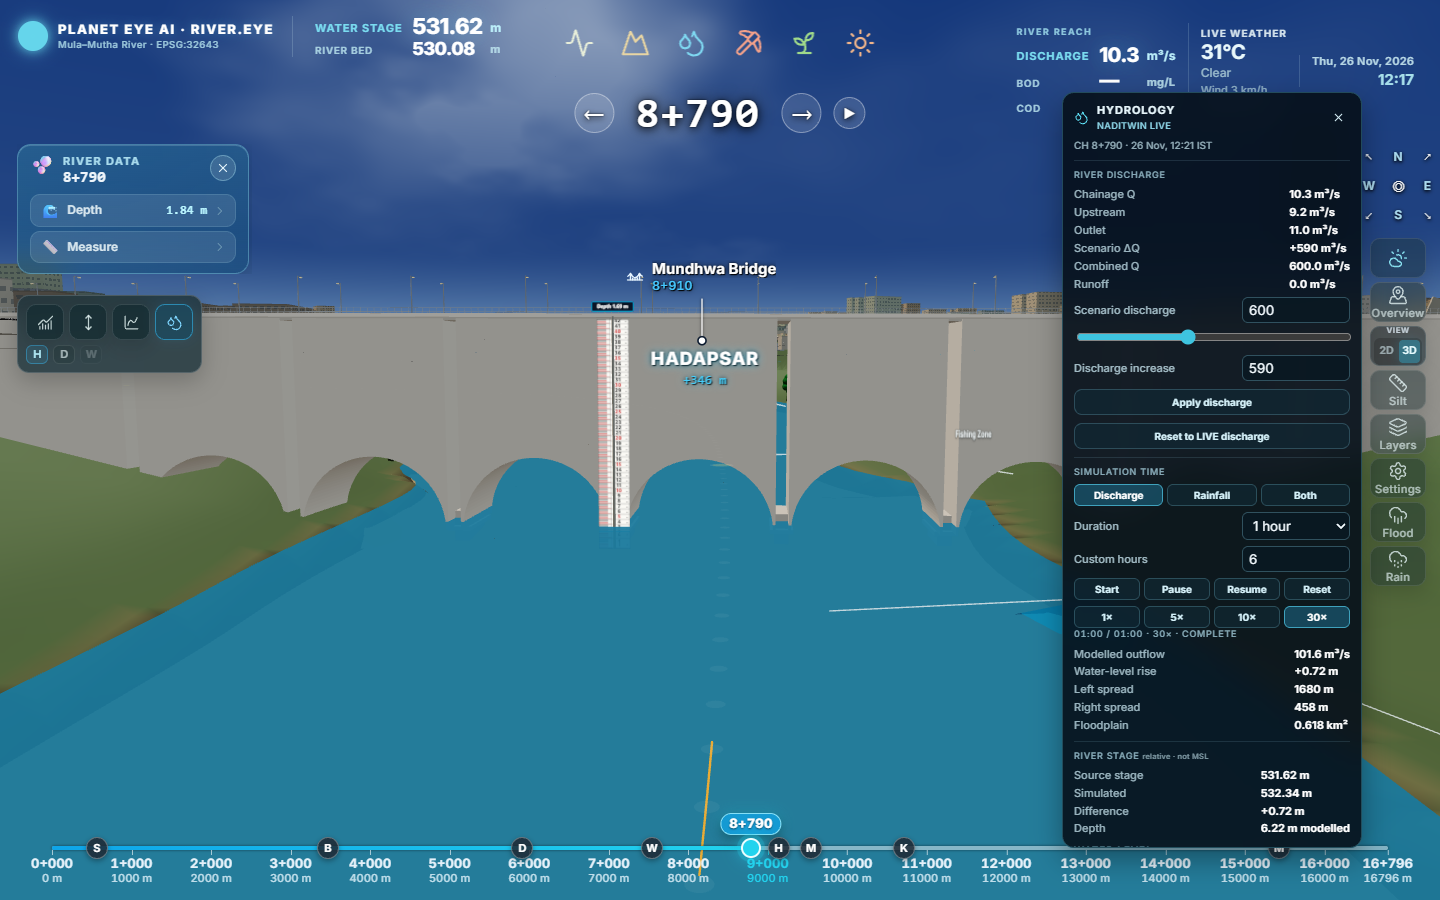 PLANET EYE AI · RIVER.EYE
Mula–Mutha River · EPSG:32643
WATER STAGE 531.62 m
RIVER BED 530.08 m
RIVER REACH
DISCHARGE 10.3 m³/s
BOD — mg/L
COD
LIVE WEATHER
31°C
Clear
Wind 3 km/h
Thu, 26 Nov, 2026
12:17
← 8+790 → ▶
RIVER DATA
8+790
Depth 1.84 m
Measure
H D W
Mundhwa Bridge
8+910
Depth 1.69 m
HADAPSAR
+346 m
Fishing Zone
HYDROLOGY
NADITWIN LIVE
CH 8+790 · 26 Nov, 12:21 IST
RIVER DISCHARGE
Chainage Q 10.3 m³/s
Upstream 9.2 m³/s
Outlet 11.0 m³/s
Scenario ΔQ +590 m³/s
Combined Q 600.0 m³/s
Runoff 0.0 m³/s
Scenario discharge 600
Discharge increase 590
Apply discharge
Reset to LIVE discharge
SIMULATION TIME
Discharge Rainfall Both
Duration 1 hour
Custom hours 6
Start Pause Resume Reset
1× 5× 10× 30×
01:00 / 01:00 · 30× · COMPLETE
Modelled outflow 101.6 m³/s
Water-level rise +0.72 m
Left spread 1680 m
Right spread 458 m
Floodplain 0.618 km²
RIVER STAGE relative · not MSL
Source stage 531.62 m
Simulated 532.34 m
Difference +0.72 m
Depth 6.22 m modelled
N
W E
S
Overview
VIEW
2D 3D
Silt
Layers
Settings
Flood
Rain
8+790
S B D W H M K M
0+000 1+000 2+000 3+000 4+000 5+000 6+000 7+000 8+000 9+000 10+000 11+000 12+000 13+000 14+000 15+000 16+000 16+796
0 m 1000 m 2000 m 3000 m 4000 m 5000 m 6000 m 7000 m 8000 m 9000 m 10000 m 11000 m 12000 m 13000 m 14000 m 15000 m 16000 m 16796 m